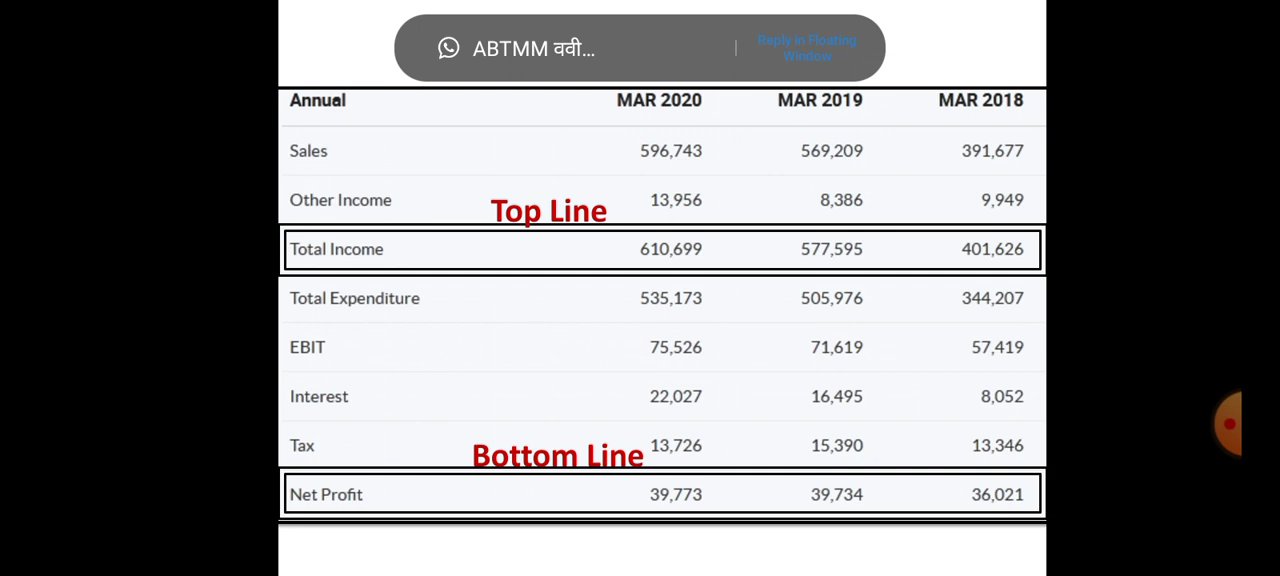 ABTMM ववी...
Reply in Floating
Window
Annual MAR 2020 MAR 2019 MAR 2018
Sales 596,743 569,209 391,677
Other Income 13,956 8,386 9,949
Top Line
Total Income 610,699 577,595 401,626
Total Expenditure 535,173 505,976 344,207
EBIT 75,526 71,619 57,419
Interest 22,027 16,495 8,052
Tax 13,726 15,390 13,346
Bottom Line
Net Profit 39,773 39,734 36,021